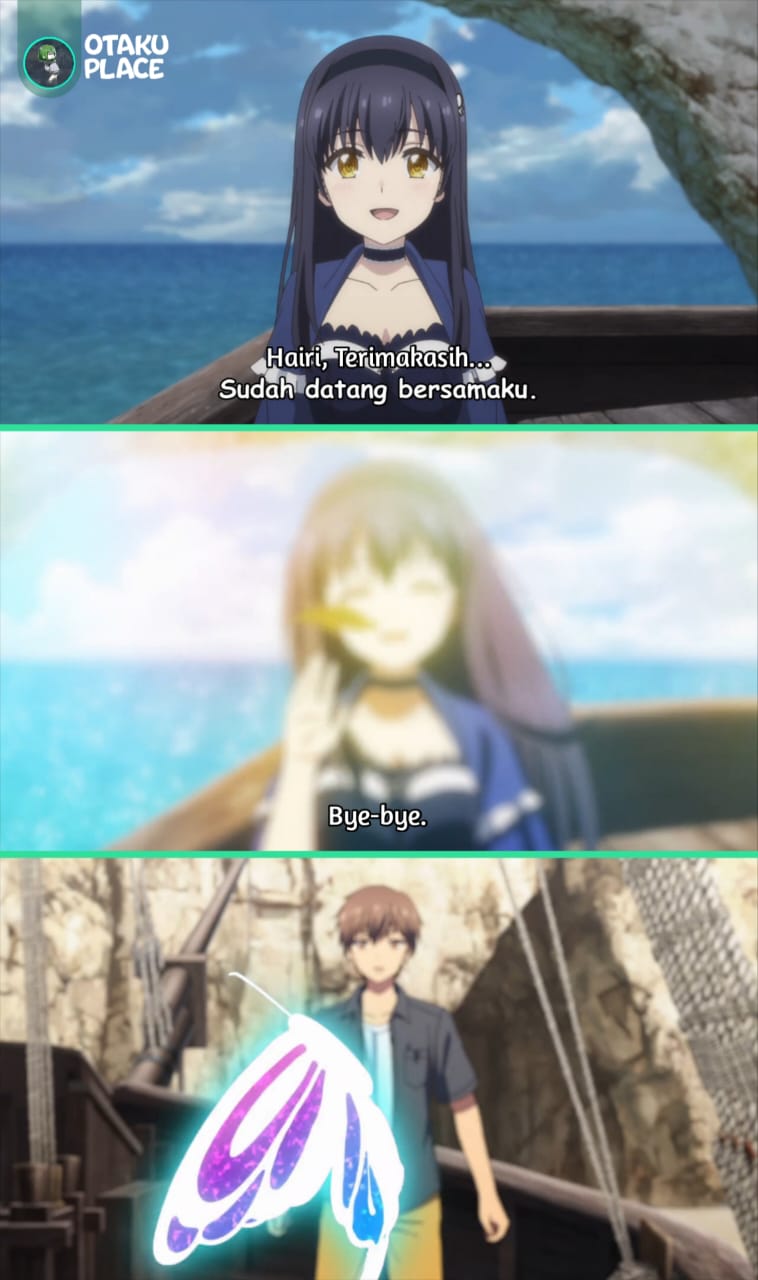 OTAKU
PLACE
Hairi, Terimakasih...
Sudah datang bersamaku.
Bye-bye.